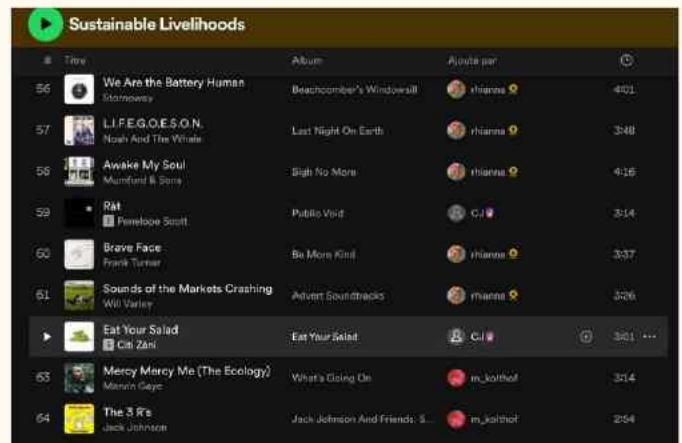 Sustainable Livelihoods
# Titre Album Ajouté par
56 We Are the Battery Human Beachcomber's Windowsill rhianna 4:01
Stornoway
57 L.I.F.E.G.O.E.S.O.N. Last Night On Earth rhianna 3:48
Noah And The Whale
58 Awake My Soul Sigh No More rhianna 4:16
Mumford & Sons
59 Rät Public Void CJ 3:14
E Penelope Scott
60 Brave Face Be More Kind rhianna 3:37
Frank Turner
61 Sounds of the Markets Crashing Advert Soundtracks rhianna 3:26
Will Varley
Eat Your Salad Eat Your Salad CJ 3:01 •••
E Citi Zēni
63 Mercy Mercy Me (The Ecology) What's Going On m_kolthof 3:14
Marvin Gaye
64 The 3 R's Jack Johnson And Friends: S... m_kolthof 2:54
Jack Johnson